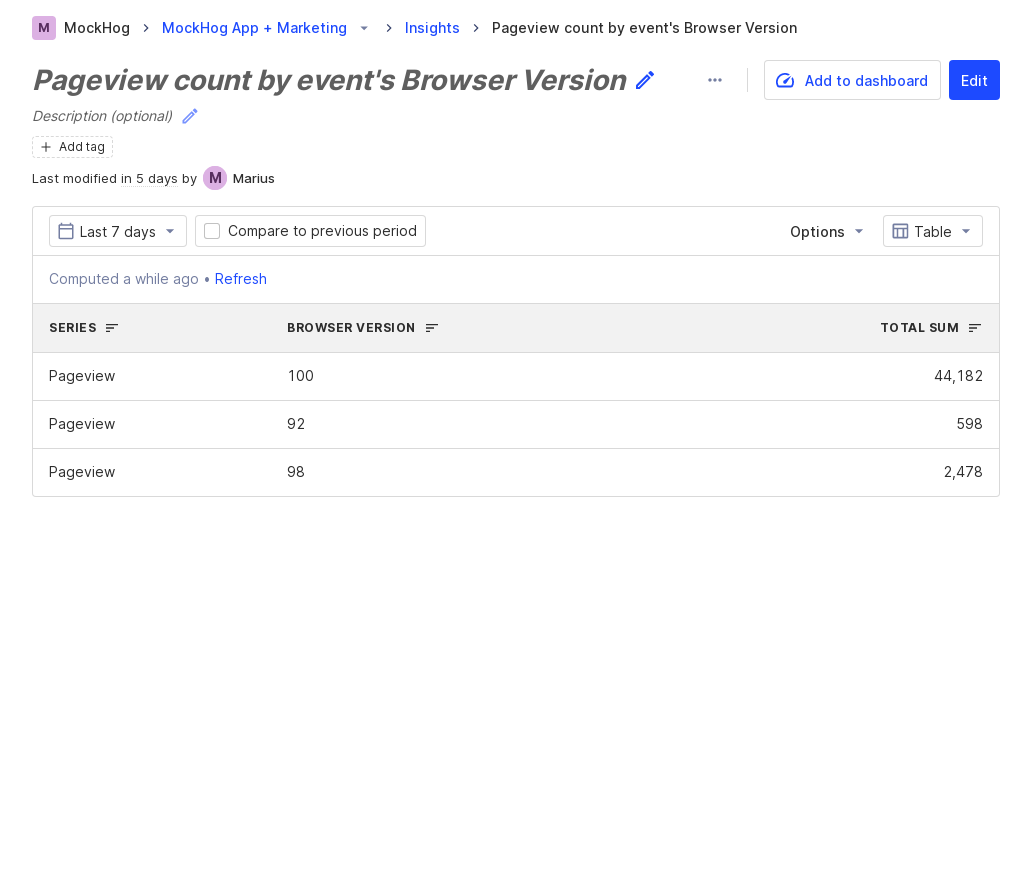 M MockHog > MockHog App + Marketing > Insights > Pageview count by event's Browser Version
Pageview count by event's Browser Version
Add to dashboard
Edit
Description (optional)
+ Add tag
Last modified in 5 days by M Marius
Last 7 days Compare to previous period Options Table
Computed a while ago • Refresh
SERIES BROWSER VERSION TOTAL SUM
Pageview 100 44,182
Pageview 92 598
Pageview 98 2,478